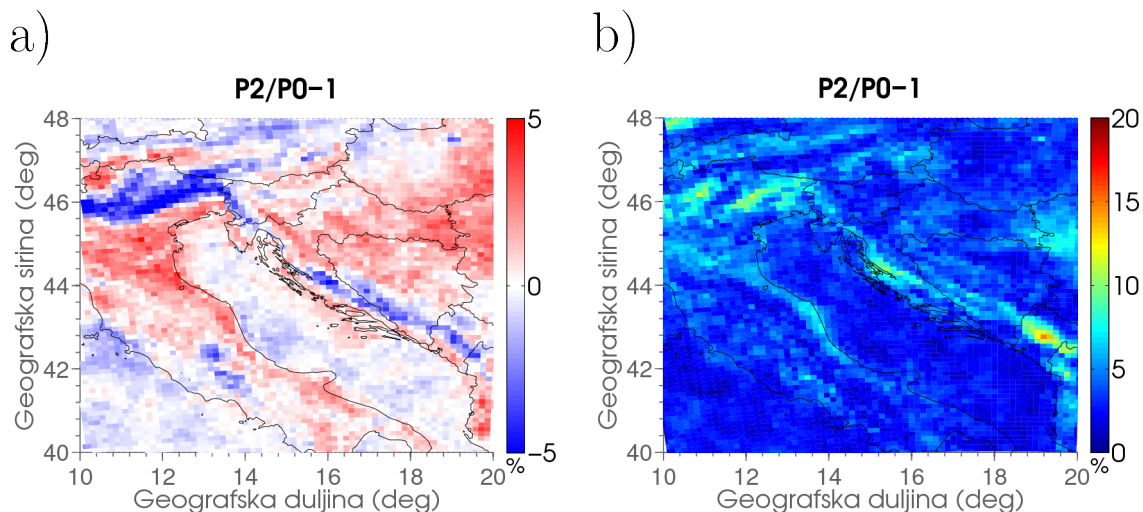 a)
P2/P0−1
48
46
44
42
40
10 12 14 16 18 20
Geografska sirina (deg)
Geografska duljina (deg)
5
0
−5
%
b)
P2/P0−1
48
46
44
42
40
10 12 14 16 18 20
Geografska sirina (deg)
Geografska duljina (deg)
20
15
10
5
0
%